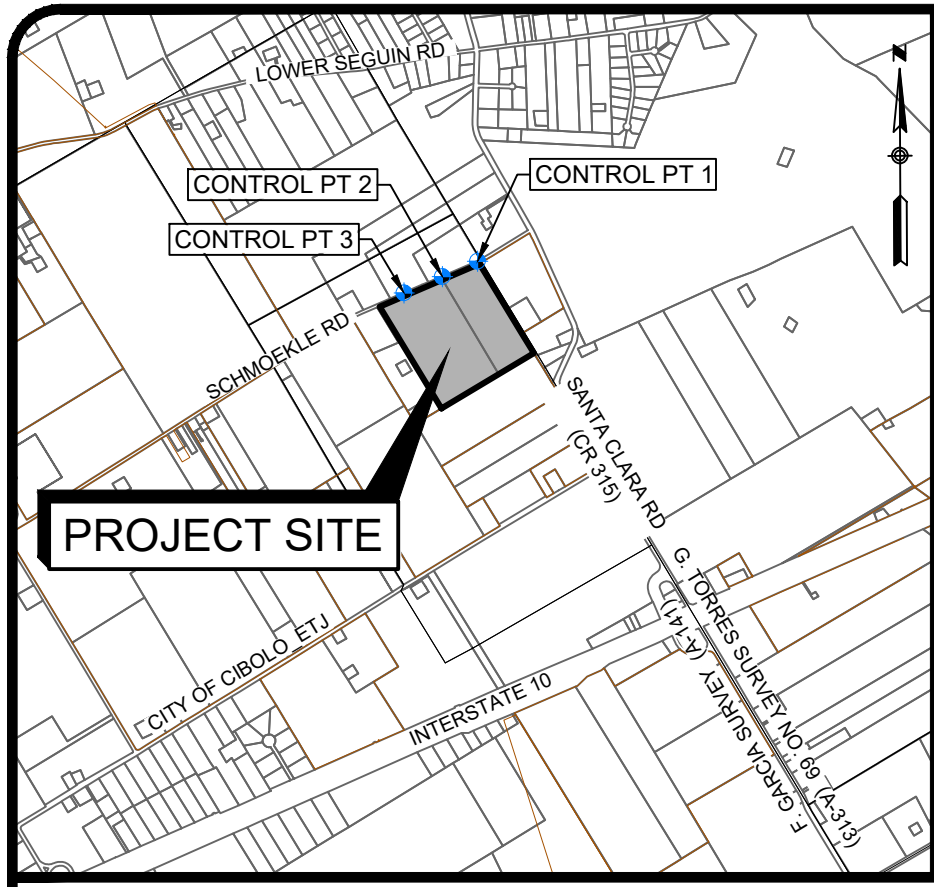 LOWER SEGUIN RD
N
CONTROL PT 2
CONTROL PT 1
CONTROL PT 3
SCHMOEKLE RD
SANTA CLARA RD
(CR 315)
PROJECT SITE
G. TORRES SURVEY NO. 69 (A-313)
F. GARCIA SURVEY (A-141)
CITY OF CIBOLO ETJ
INTERSTATE 10